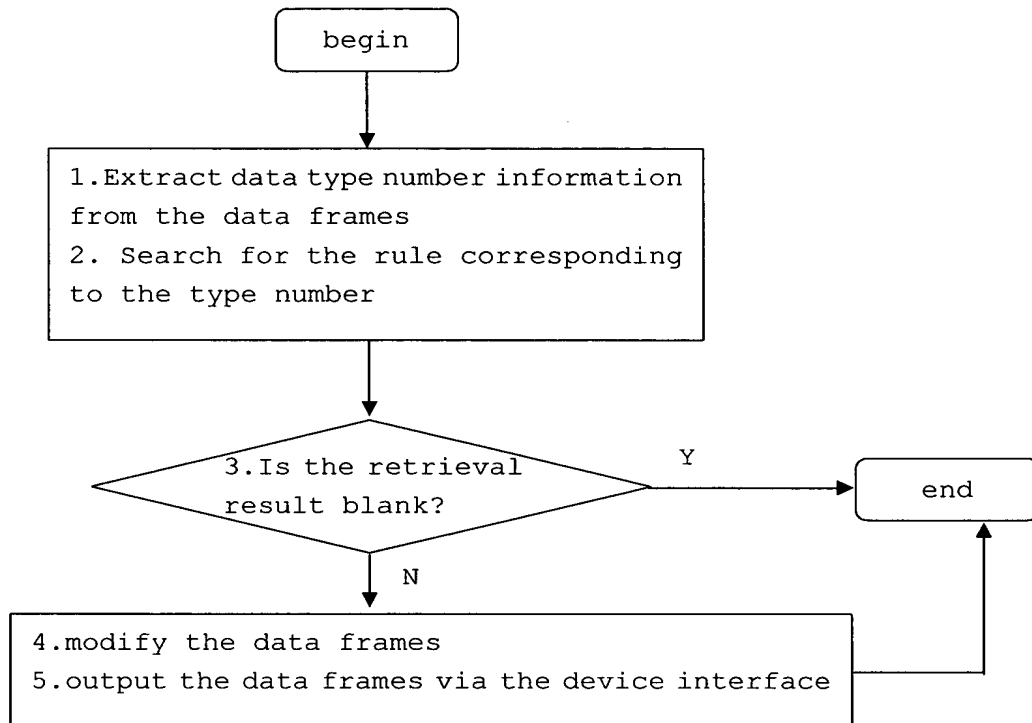 begin
1.Extract data type number information
from the data frames
2. Search for the rule corresponding
to the type number
3.Is the retrieval
result blank?
Y
end
N
4.modify the data frames
5.output the data frames via the device interface